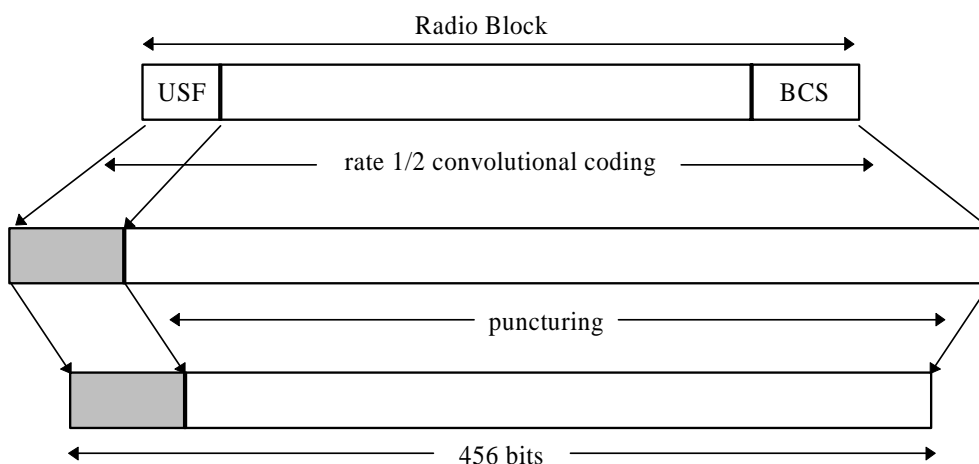 Radio Block
USF
BCS
rate 1/2 convolutional coding
puncturing
456 bits